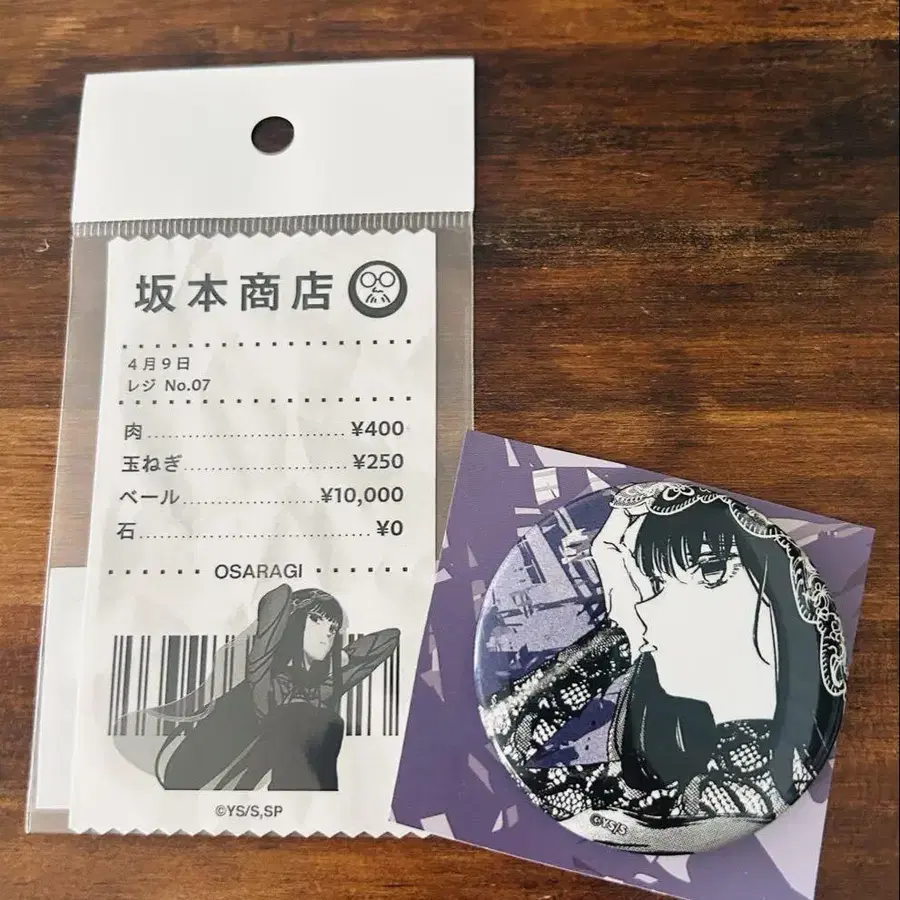 坂本商店
4月9日
レジ No.07
肉 ¥400
玉ねぎ ¥250
ベール ¥10,000
石 ¥0
OSARAGI
©YS/S,SP
©YS/S